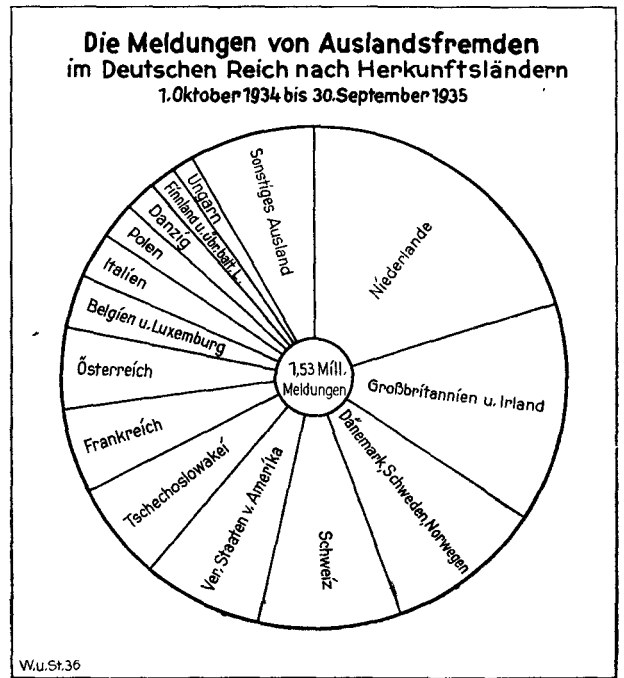 Die Meldungen von Auslandsfremden
im Deutschen Reich nach Herkunftsländern
1. Oktober 1934 bis 30. September 1935
Sonstiges Ausland
Niederlande
Großbritannien u. Irland
Dänemark, Schweden, Norwegen
Schweiz
Ver. Staaten v. Amerika
Tschechoslowakei
Frankreich
Österreich
Belgien u. Luxemburg
Italien
Polen
Danzig
Finnland u. übr. balt. L.
Ungarn
1,53 Mill.
Meldungen
W.u.St.36